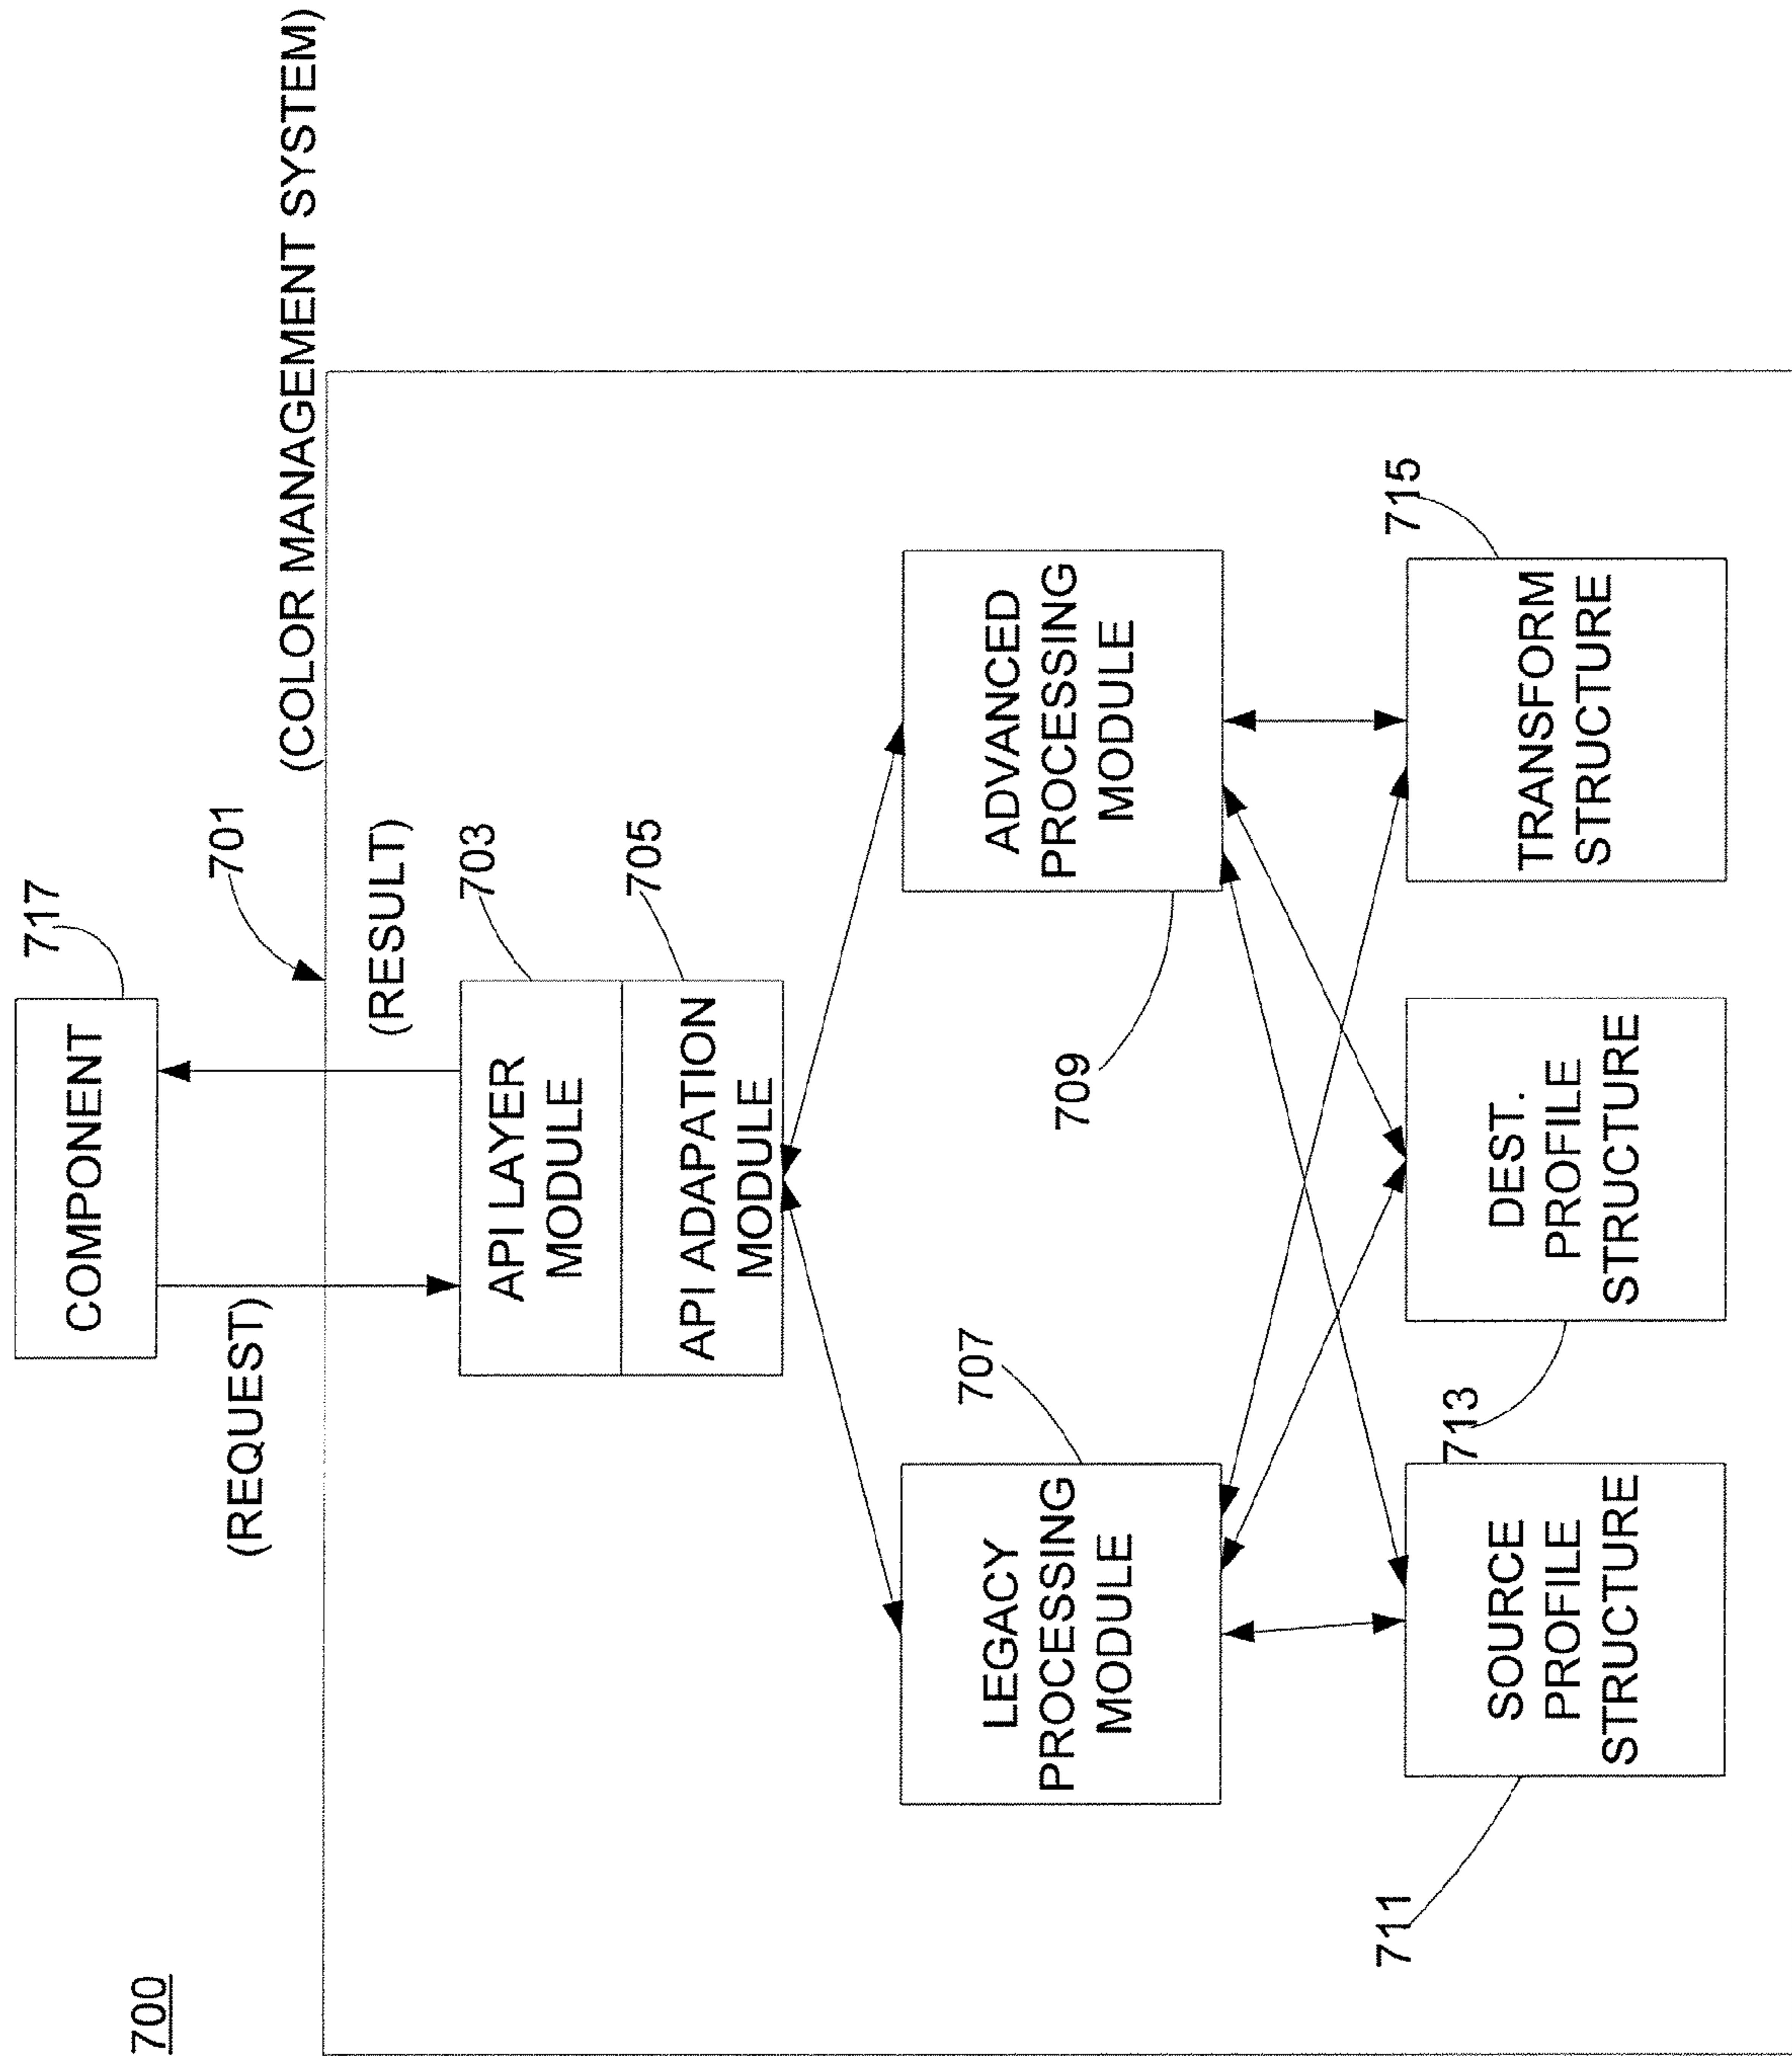 700
COMPONENT
717
(REQUEST)
701
(COLOR MANAGEMENT SYSTEM)
(RESULT)
API LAYER
MODULE
703
API ADAPATION
MODULE
705
LEGACY
PROCESSING
MODULE
707
ADVANCED
PROCESSING
MODULE
709
SOURCE
PROFILE
STRUCTURE
711
DEST.
PROFILE
STRUCTURE
713
TRANSFORM
STRUCTURE
715